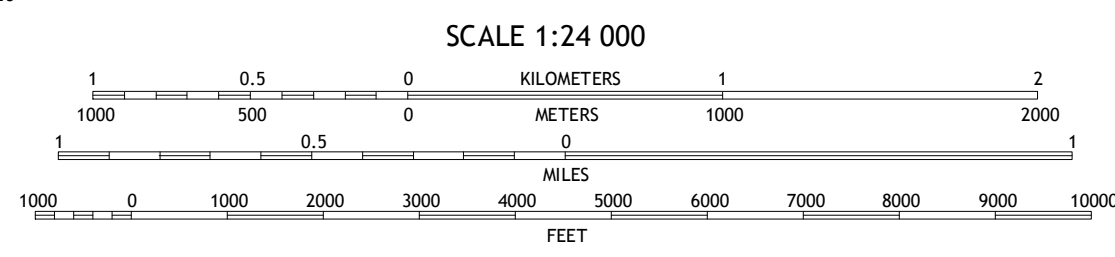 SCALE 1:24 000
1 0.5 0 KILOMETERS 1 2
1000 500 0 METERS 1000 2000
1 0.5 0 1
MILES
1000 0 1000 2000 3000 4000 5000 6000 7000 8000 9000 10000
FEET